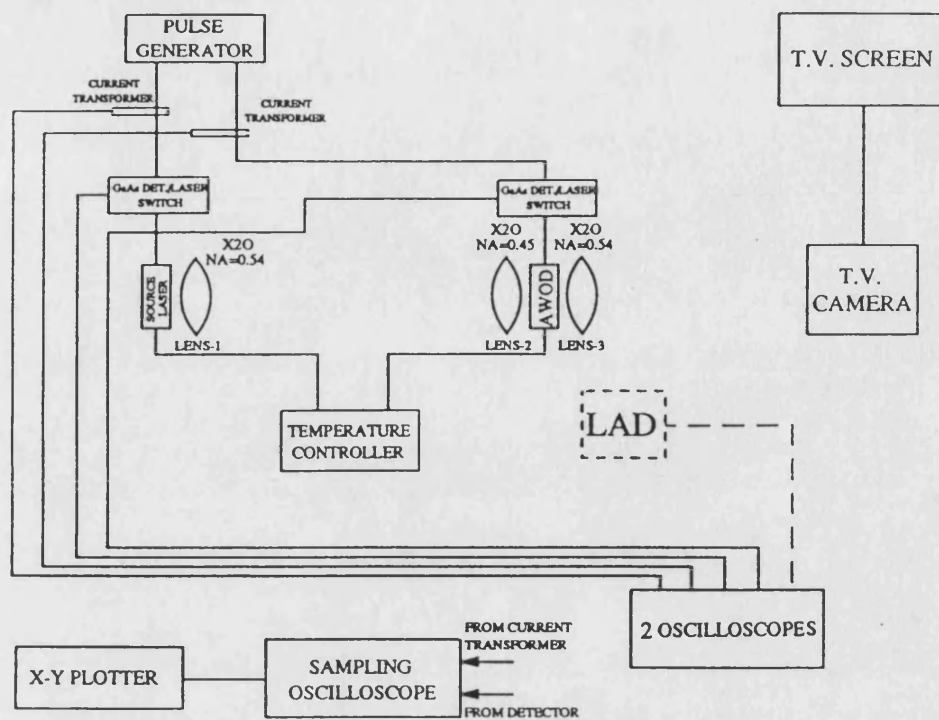 PULSE
GENERATOR
T.V. SCREEN
CURRENT
TRANSFORMER
CURRENT
TRANSFORMER
GaAs DET./LASER
SWITCH
GaAs DET./LASER
SWITCH
X20
NA=0.54
X20
NA=0.45
X20
NA=0.54
SOURCE
LASER
AWOD
T.V.
CAMERA
LENS-1
LENS-2
LENS-3
TEMPERATURE
CONTROLLER
LAD
2 OSCILLOSCOPES
FROM CURRENT
TRANSFORMER
X-Y PLOTTER
SAMPLING
OSCILLOSCOPE
FROM DETECTOR